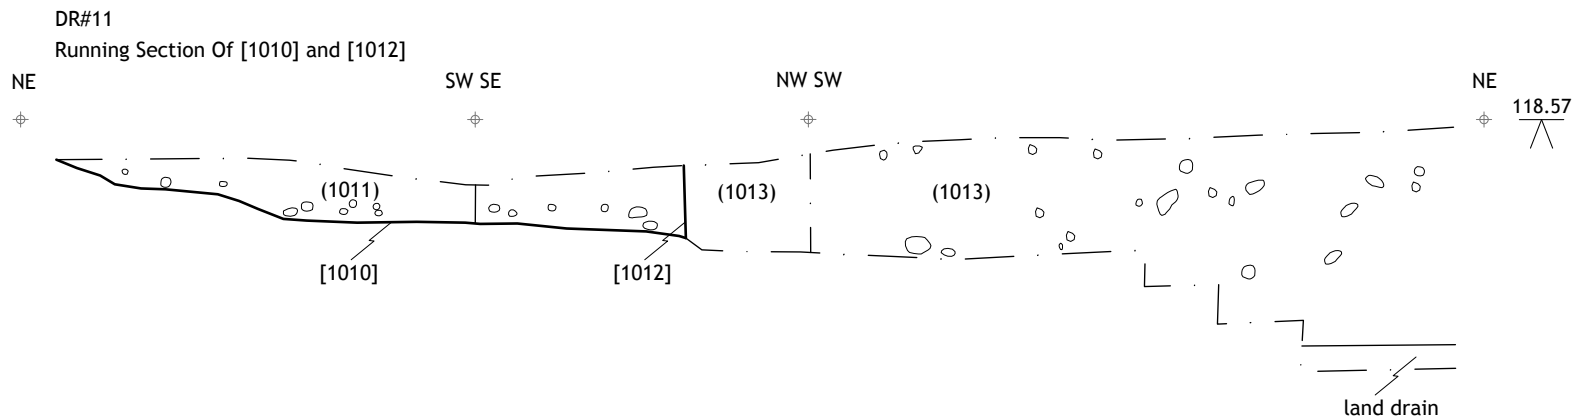 DR#11
Running Section Of [1010] and [1012]
NE
SW SE
NW SW
NE
118.57
(1011)
(1013)
(1013)
[1010]
[1012]
land drain